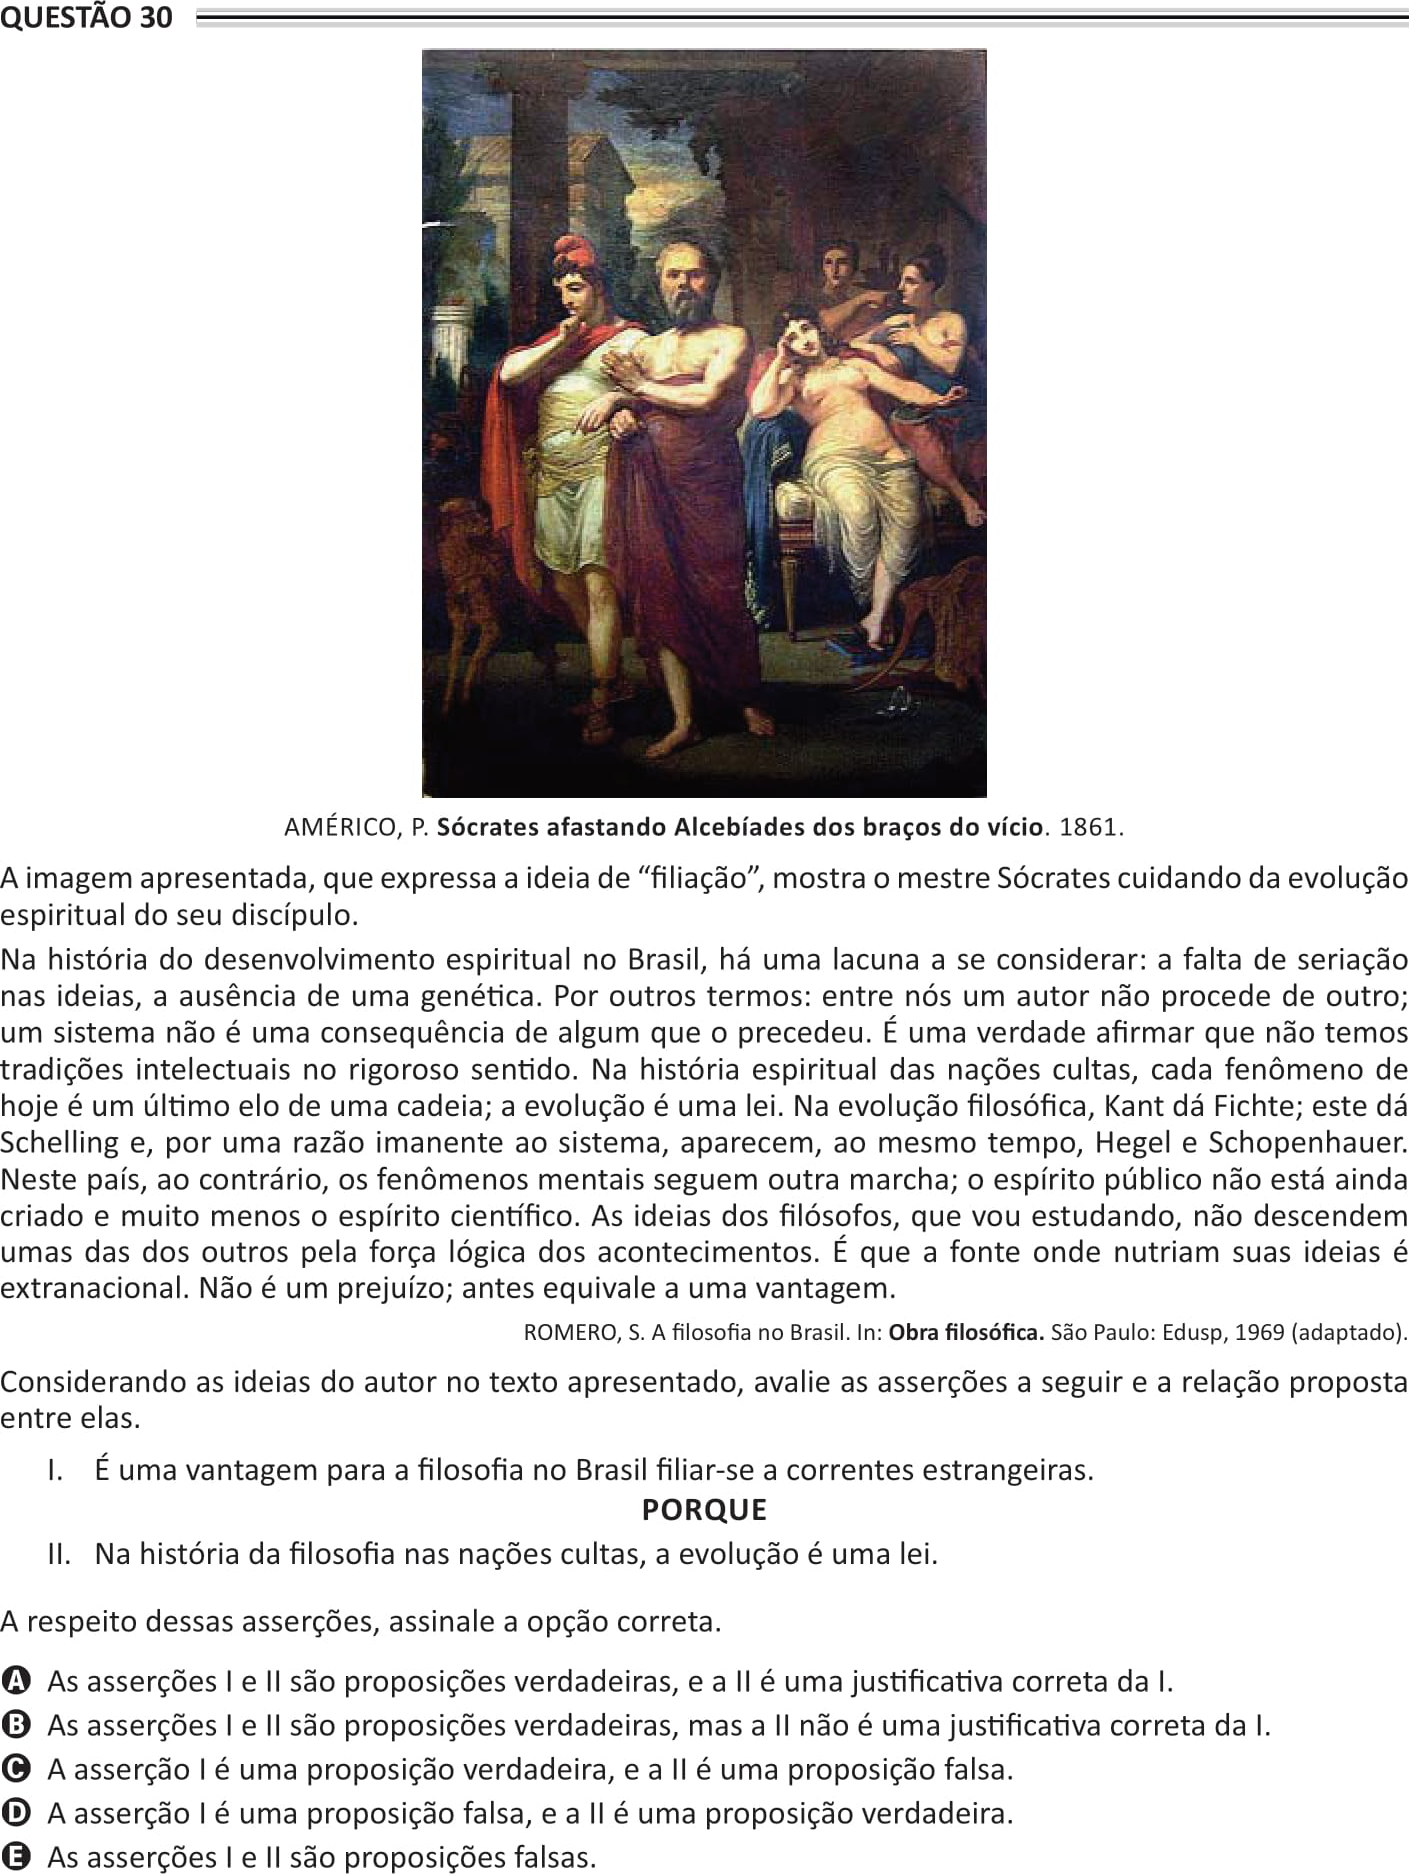 QUESTÃO 30
AMÉRICO, P. Sócrates afastando Alcebíades dos braços do vício. 1861.
A imagem apresentada, que expressa a ideia de “filiação”, mostra o mestre Sócrates cuidando da evolução
espiritual do seu discípulo.
Na história do desenvolvimento espiritual no Brasil, há uma lacuna a se considerar: a falta de seriação
nas ideias, a ausência de uma genética. Por outros termos: entre nós um autor não procede de outro;
um sistema não é uma consequência de algum que o precedeu. É uma verdade afirmar que não temos
tradições intelectuais no rigoroso sentido. Na história espiritual das nações cultas, cada fenômeno de
hoje é um último elo de uma cadeia; a evolução é uma lei. Na evolução filosófica, Kant dá Fichte; este dá
Schelling e, por uma razão imanente ao sistema, aparecem, ao mesmo tempo, Hegel e Schopenhauer.
Neste país, ao contrário, os fenômenos mentais seguem outra marcha; o espírito público não está ainda
criado e muito menos o espírito científico. As ideias dos filósofos, que vou estudando, não descendem
umas das dos outros pela força lógica dos acontecimentos. É que a fonte onde nutriam suas ideias é
extranacional. Não é um prejuízo; antes equivale a uma vantagem.
ROMERO, S. A filosofia no Brasil. In: Obra filosófica. São Paulo: Edusp, 1969 (adaptado).
Considerando as ideias do autor no texto apresentado, avalie as asserções a seguir e a relação proposta
entre elas.
I. É uma vantagem para a filosofia no Brasil filiar-se a correntes estrangeiras.
PORQUE
II. Na história da filosofia nas nações cultas, a evolução é uma lei.
A respeito dessas asserções, assinale a opção correta.
A As asserções I e II são proposições verdadeiras, e a II é uma justificativa correta da I.
B As asserções I e II são proposições verdadeiras, mas a II não é uma justificativa correta da I.
C A asserção I é uma proposição verdadeira, e a II é uma proposição falsa.
D A asserção I é uma proposição falsa, e a II é uma proposição verdadeira.
E As asserções I e II são proposições falsas.